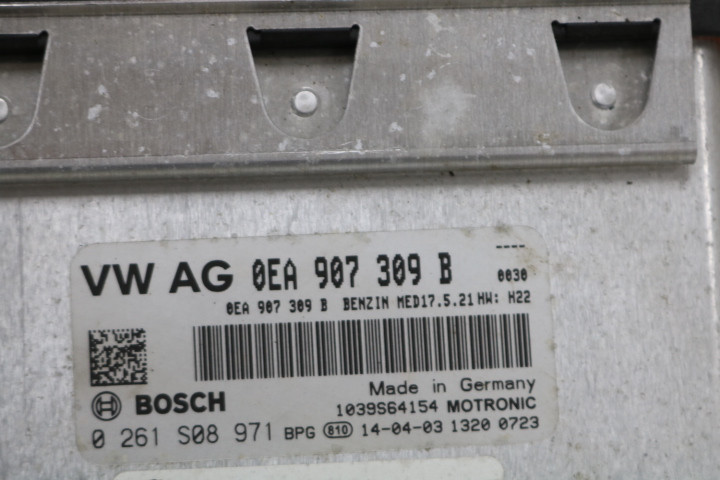 ----
VW AG 0EA 907 309 B 0030
0EA 907 309 B BENZIN MED17.5.21 HW: H22
Made in Germany
BOSCH 1039S64154 MOTRONIC
0 261 S08 971 BPG 810 14-04-03 1320 0723